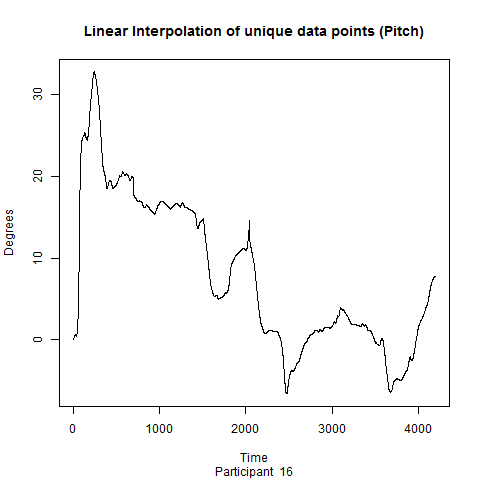 Linear Interpolation of unique data points (Pitch)
Degrees
30
20
10
0
0 1000 2000 3000 4000
Time
Participant 16